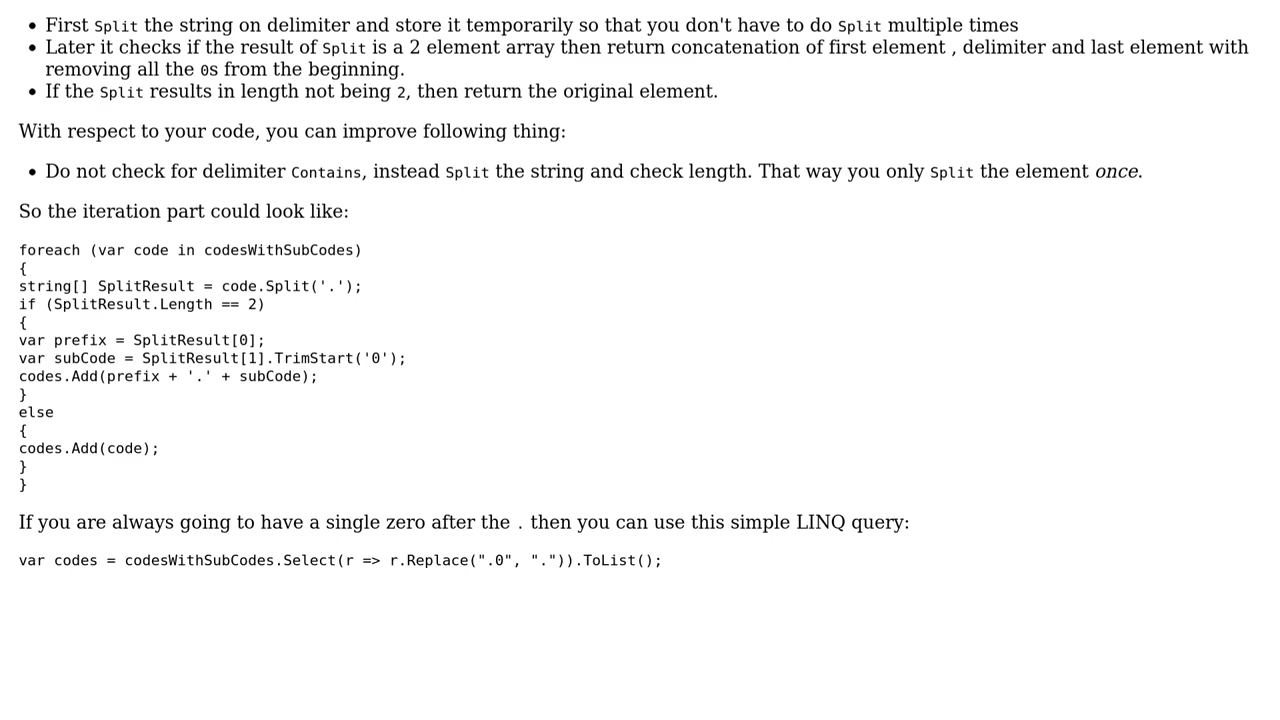 • First Split the string on delimiter and store it temporarily so that you don't have to do Split multiple times
• Later it checks if the result of Split is a 2 element array then return concatenation of first element , delimiter and last element with
removing all the 0s from the beginning.
• If the Split results in length not being 2, then return the original element.
With respect to your code, you can improve following thing:
• Do not check for delimiter Contains, instead Split the string and check length. That way you only Split the element once.
So the iteration part could look like:
foreach (var code in codesWithSubCodes)
{
string[] SplitResult = code.Split('.');
if (SplitResult.Length == 2)
{
var prefix = SplitResult[0];
var subCode = SplitResult[1].TrimStart('0');
codes.Add(prefix + '.' + subCode);
}
else
{
codes.Add(code);
}
}
If you are always going to have a single zero after the . then you can use this simple LINQ query:
var codes = codesWithSubCodes.Select(r => r.Replace(".0", ".")).ToList();